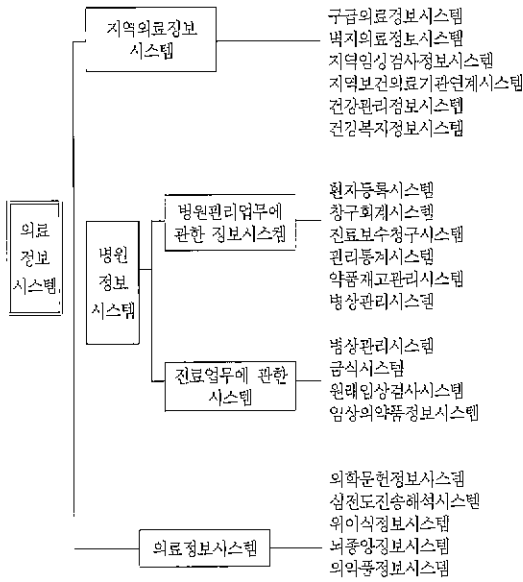 지역의료정보
시스템
구급의료정보시스템
벽지의료정보시스템
지역임상검사정보시스템
지역보건의료기관연계시스템
건강관리정보시스템
건강복지정보시스템
의료
정보
시스템
병원
정보
시스템
병원관리업무에
관한 정보시스템
환자등록시스템
창구회계시스템
진료보수청구시스템
관리통계시스템
약품재고관리시스템
병상관리시스템
진료업무에 관한
시스템
병상관리시스템
급식시스템
원래임상검사시스템
임상의약품정보시스템
의료정보시스템
의학문헌정보시스템
심전도전송해석시스템
위이식정보시스템
뇌종양정보시스템
의약품정보시스템